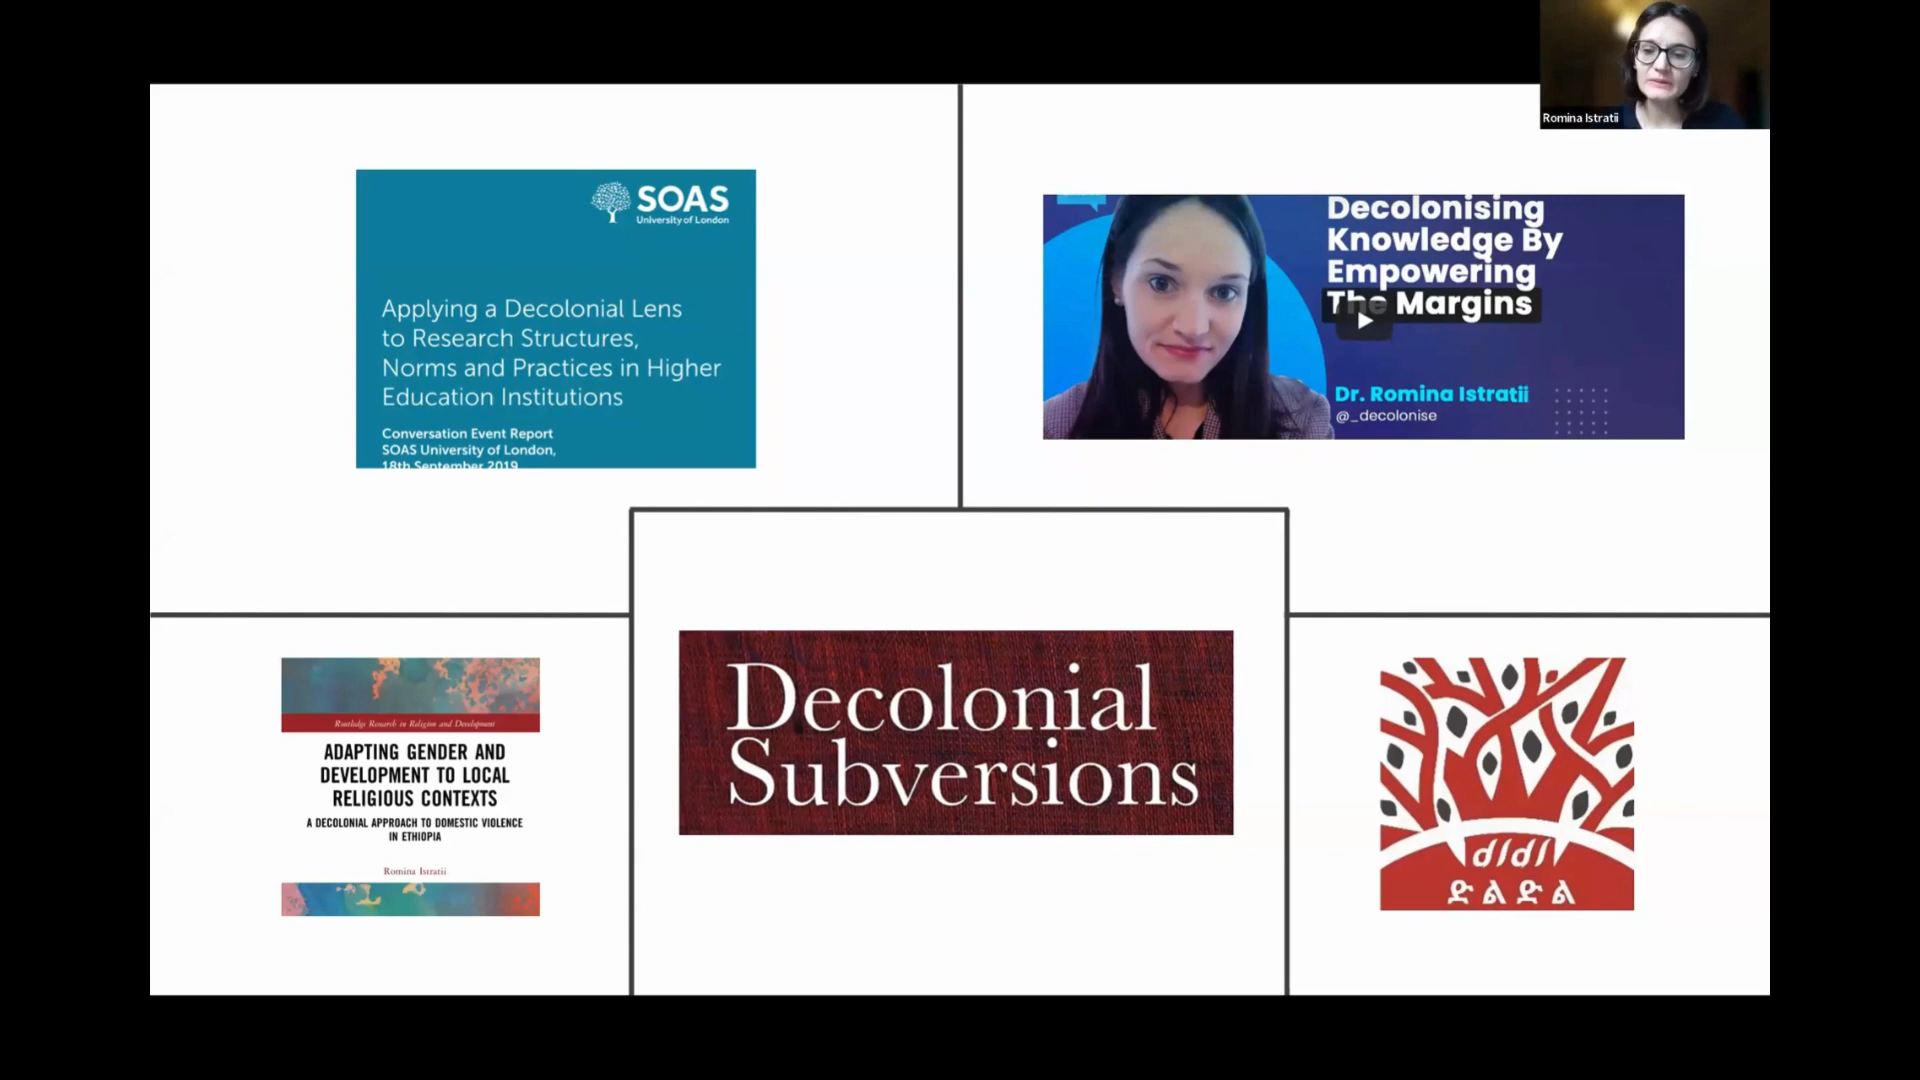 Romina Istratii
SOAS
University of London
Applying a Decolonial Lens
to Research Structures,
Norms and Practices in Higher
Education Institutions
Conversation Event Report
SOAS University of London,
18th September 2019
Decolonising
Knowledge By
Empowering
The Margins
Dr. Romina Istratii
@_decolonise
Routledge Research in Religion and Development
ADAPTING GENDER AND
DEVELOPMENT TO LOCAL
RELIGIOUS CONTEXTS
A DECOLONIAL APPROACH TO DOMESTIC VIOLENCE
IN ETHIOPIA
Romina Istratii
Decolonial
Subversions
dldl
ድልድል